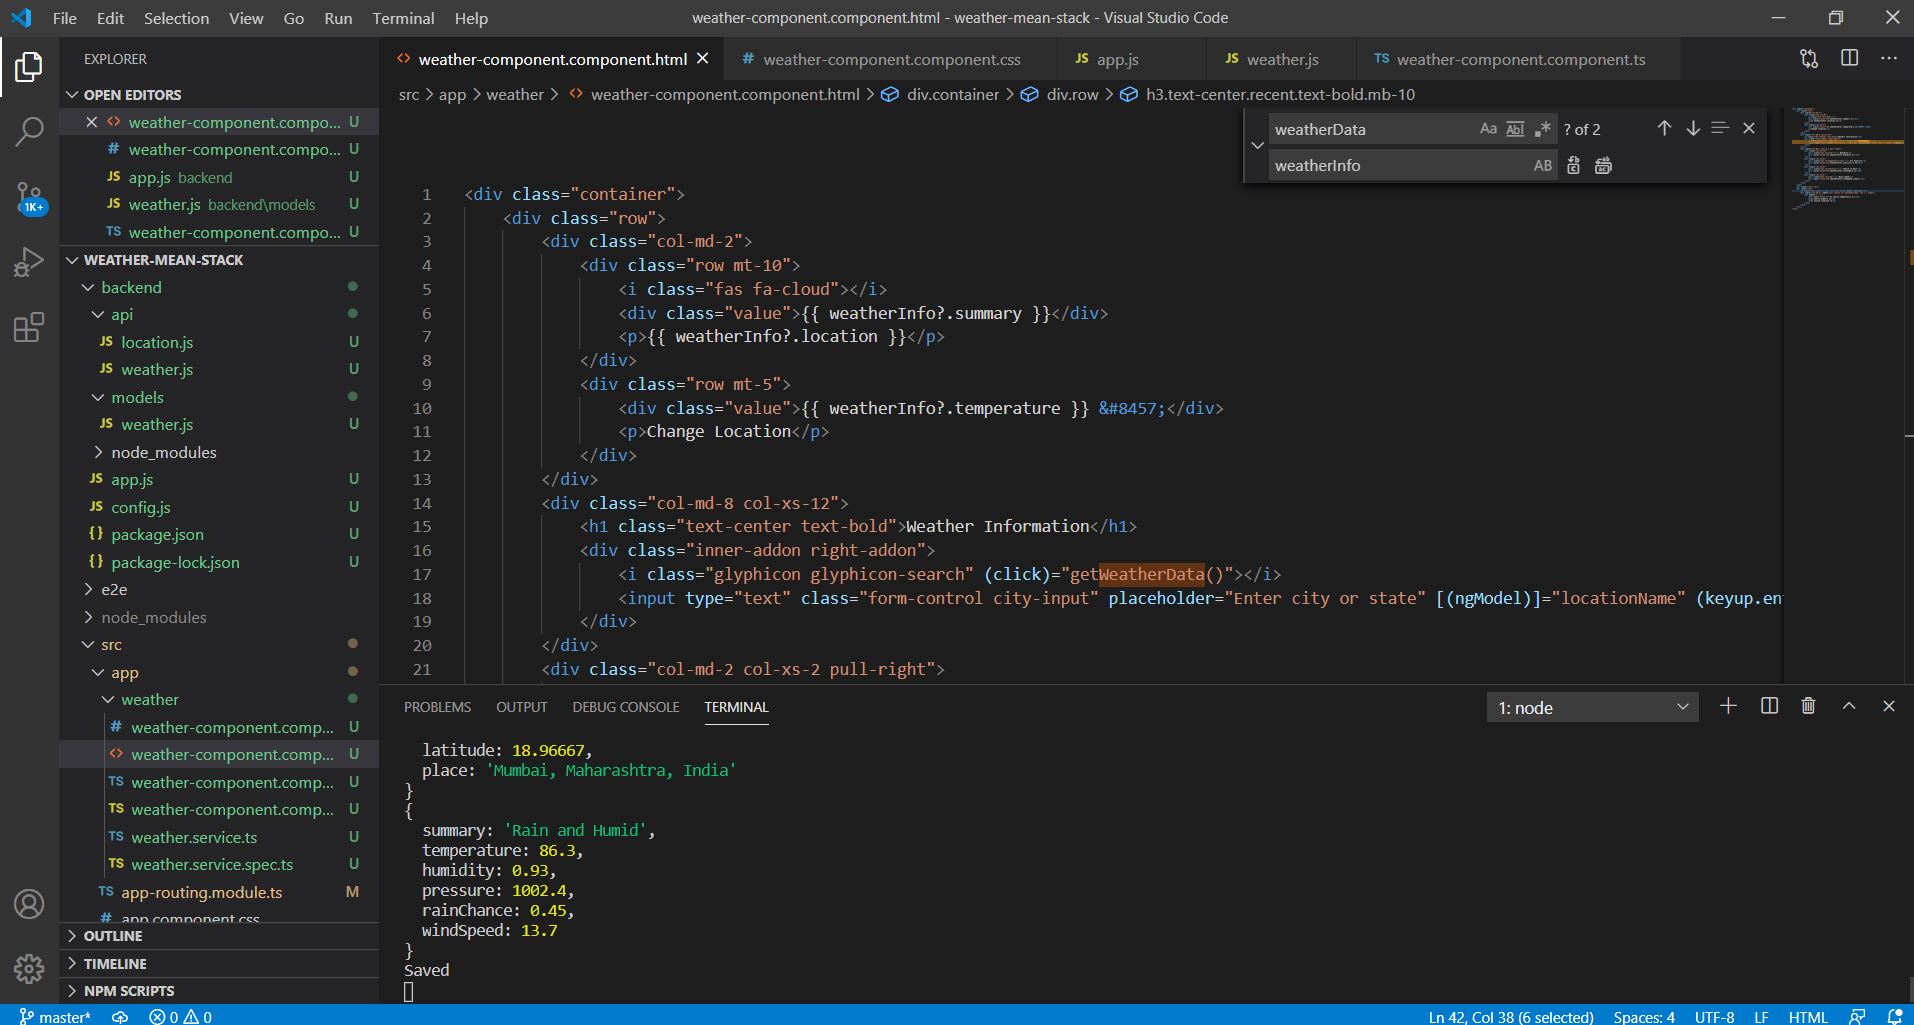 File Edit Selection View Go Run Terminal Help weather-component.component.html - weather-mean-stack - Visual Studio Code
EXPLORER
OPEN EDITORS
weather-component.compo... U
# weather-component.compo... U
JS app.js backend U
JS weather.js backend\models U
TS weather-component.compo... U
WEATHER-MEAN-STACK
backend
api
JS location.js U
JS weather.js U
models
JS weather.js U
node_modules
JS app.js U
JS config.js U
{} package.json U
{} package-lock.json U
e2e
node_modules
src
app
weather
# weather-component.comp... U
<> weather-component.comp... U
TS weather-component.comp... U
TS weather-component.comp... U
TS weather.service.ts U
TS weather.service.spec.ts U
TS app-routing.module.ts M
# app.component.css
OUTLINE
TIMELINE
NPM SCRIPTS
1K+
<> weather-component.component.html # weather-component.component.css JS app.js JS weather.js TS weather-component.component.ts
src > app > weather > <> weather-component.component.html > div.container > div.row > h3.text-center.recent.text-bold.mb-10
weatherData Aa Abl .* ? of 2
weatherInfo AB
1 <div class="container">
2 <div class="row">
3 <div class="col-md-2">
4 <div class="row mt-10">
5 <i class="fas fa-cloud"></i>
6 <div class="value">{{ weatherInfo?.summary }}</div>
7 <p>{{ weatherInfo?.location }}</p>
8 </div>
9 <div class="row mt-5">
10 <div class="value">{{ weatherInfo?.temperature }} &#8457;</div>
11 <p>Change Location</p>
12 </div>
13 </div>
14 <div class="col-md-8 col-xs-12">
15 <h1 class="text-center text-bold">Weather Information</h1>
16 <div class="inner-addon right-addon">
17 <i class="glyphicon glyphicon-search" (click)="getWeatherData()"></i>
18 <input type="text" class="form-control city-input" placeholder="Enter city or state" [(ngModel)]="locationName" (keyup.en
19 </div>
20 </div>
21 <div class="col-md-2 col-xs-2 pull-right">
PROBLEMS OUTPUT DEBUG CONSOLE TERMINAL 1: node
latitude: 18.96667,
place: 'Mumbai, Maharashtra, India'
}
{
summary: 'Rain and Humid',
temperature: 86.3,
humidity: 0.93,
pressure: 1002.4,
rainChance: 0.45,
windSpeed: 13.7
}
Saved
master* 0 0 Ln 42, Col 38 (6 selected) Spaces: 4 UTF-8 LF HTML